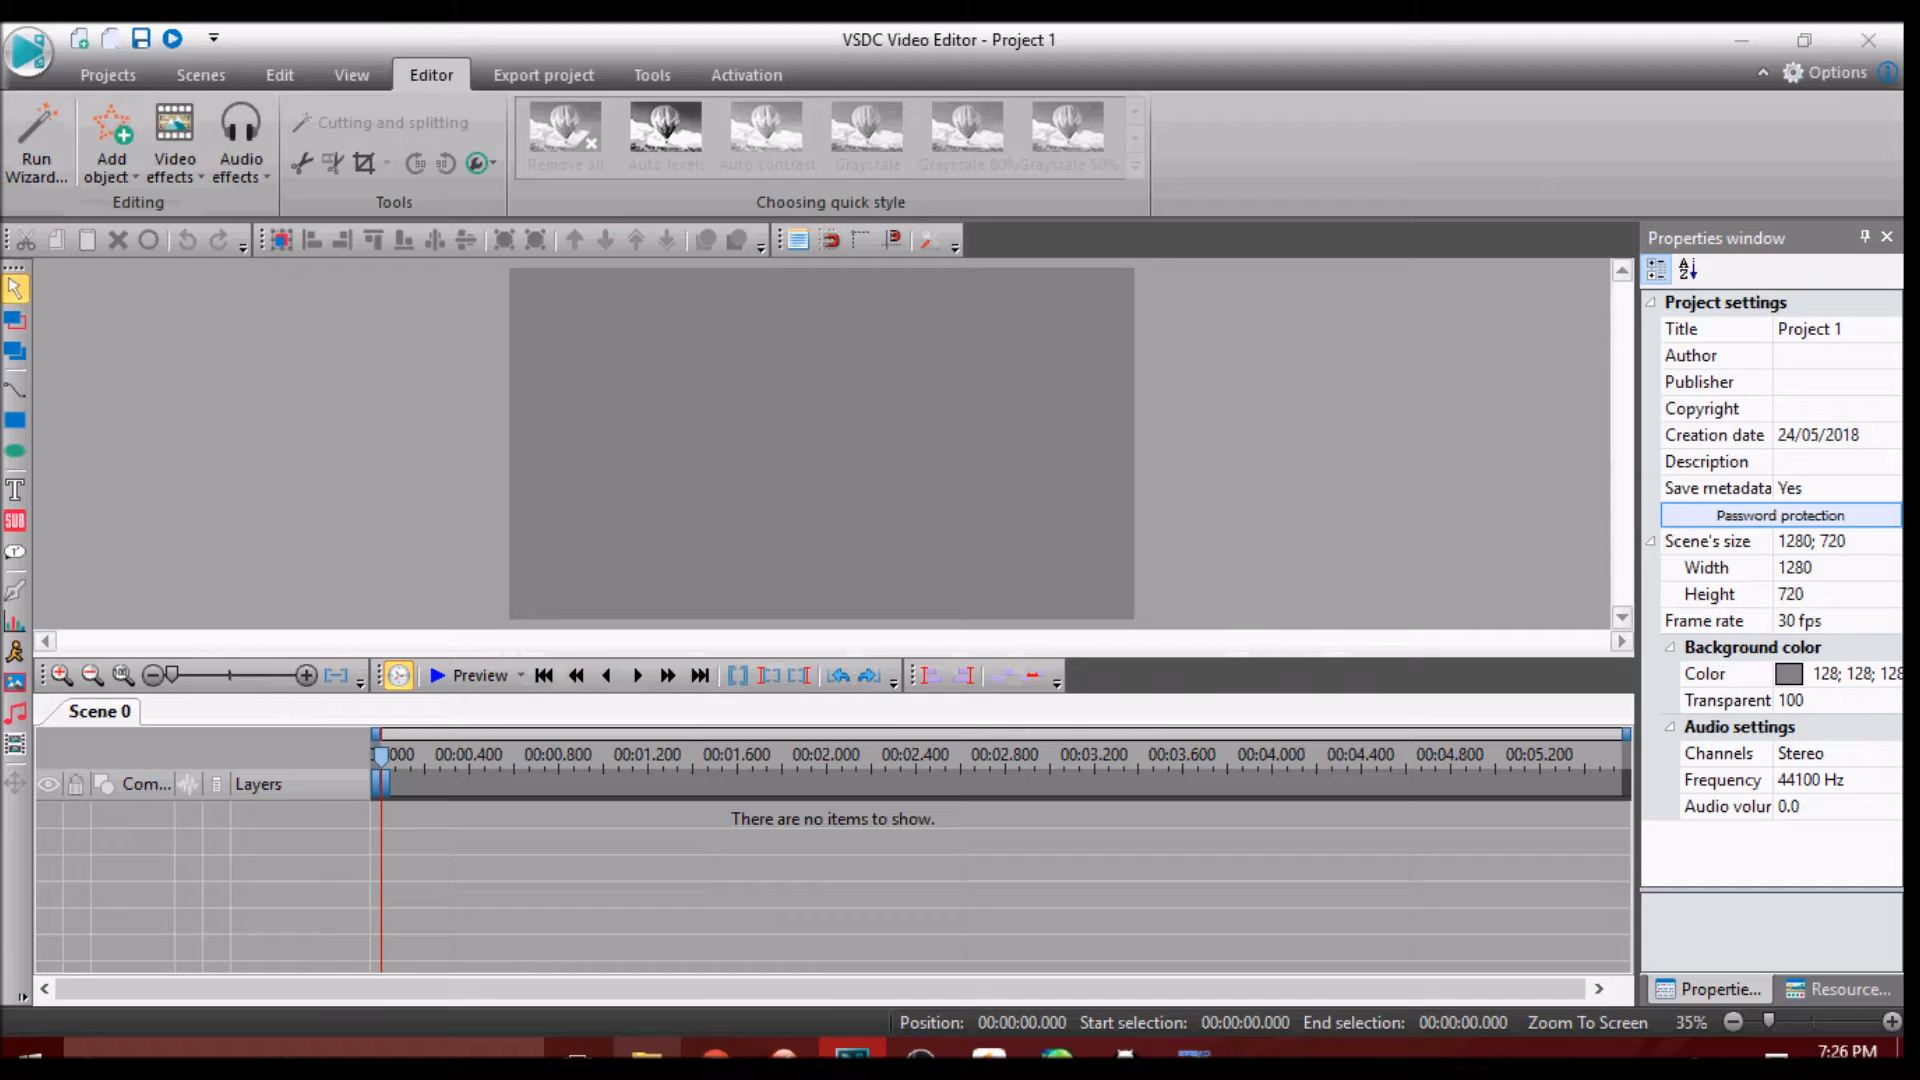 VSDC Video Editor - Project 1
Projects Scenes Edit View Editor Export project Tools Activation Options
Cutting and splitting
Run Wizard... Add object Video effects Audio effects
Remove all Auto levels Auto contrast Grayscale Grayscale 80% Grayscale 50%
Editing Tools Choosing quick style
Properties window
Project settings
Title Project 1
Author
Publisher
Copyright
Creation date 24/05/2018
Description
Save metadata Yes
Password protection
Scene's size 1280; 720
Width 1280
Height 720
Frame rate 30 fps
Background color
Color 128; 128; 128
Transparent 100
Audio settings
Channels Stereo
Frequency 44100 Hz
Audio volur 0.0
T
SUB
Preview
Scene 0
000 00:00.400 00:00.800 00:01.200 00:01.600 00:02.000 00:02.400 00:02.800 00:03.200 00:03.600 00:04.000 00:04.400 00:04.800 00:05.200
Com... Layers
There are no items to show.
Propertie... Resource...
Position: 00:00:00.000 Start selection: 00:00:00.000 End selection: 00:00:00.000 Zoom To Screen 35%
7:26 PM